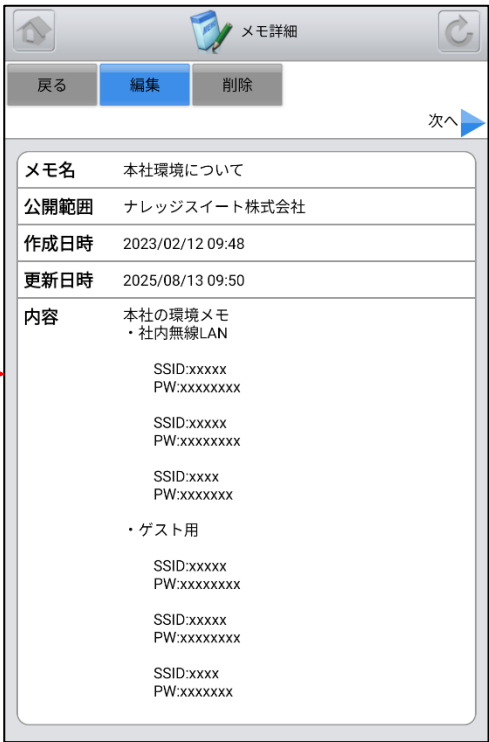 メモ詳細
戻る 編集 削除
次へ
メモ名 本社環境について
公開範囲 ナレッジスイート株式会社
作成日時 2023/02/12 09:48
更新日時 2025/08/13 09:50
内容 本社の環境メモ
・社内無線LAN
SSID:xxxxx
PW:xxxxxxxx
SSID:xxxxx
PW:xxxxxxxx
SSID:xxxx
PW:xxxxxxx
・ゲスト用
SSID:xxxxx
PW:xxxxxxxx
SSID:xxxxx
PW:xxxxxxxx
SSID:xxxx
PW:xxxxxxx